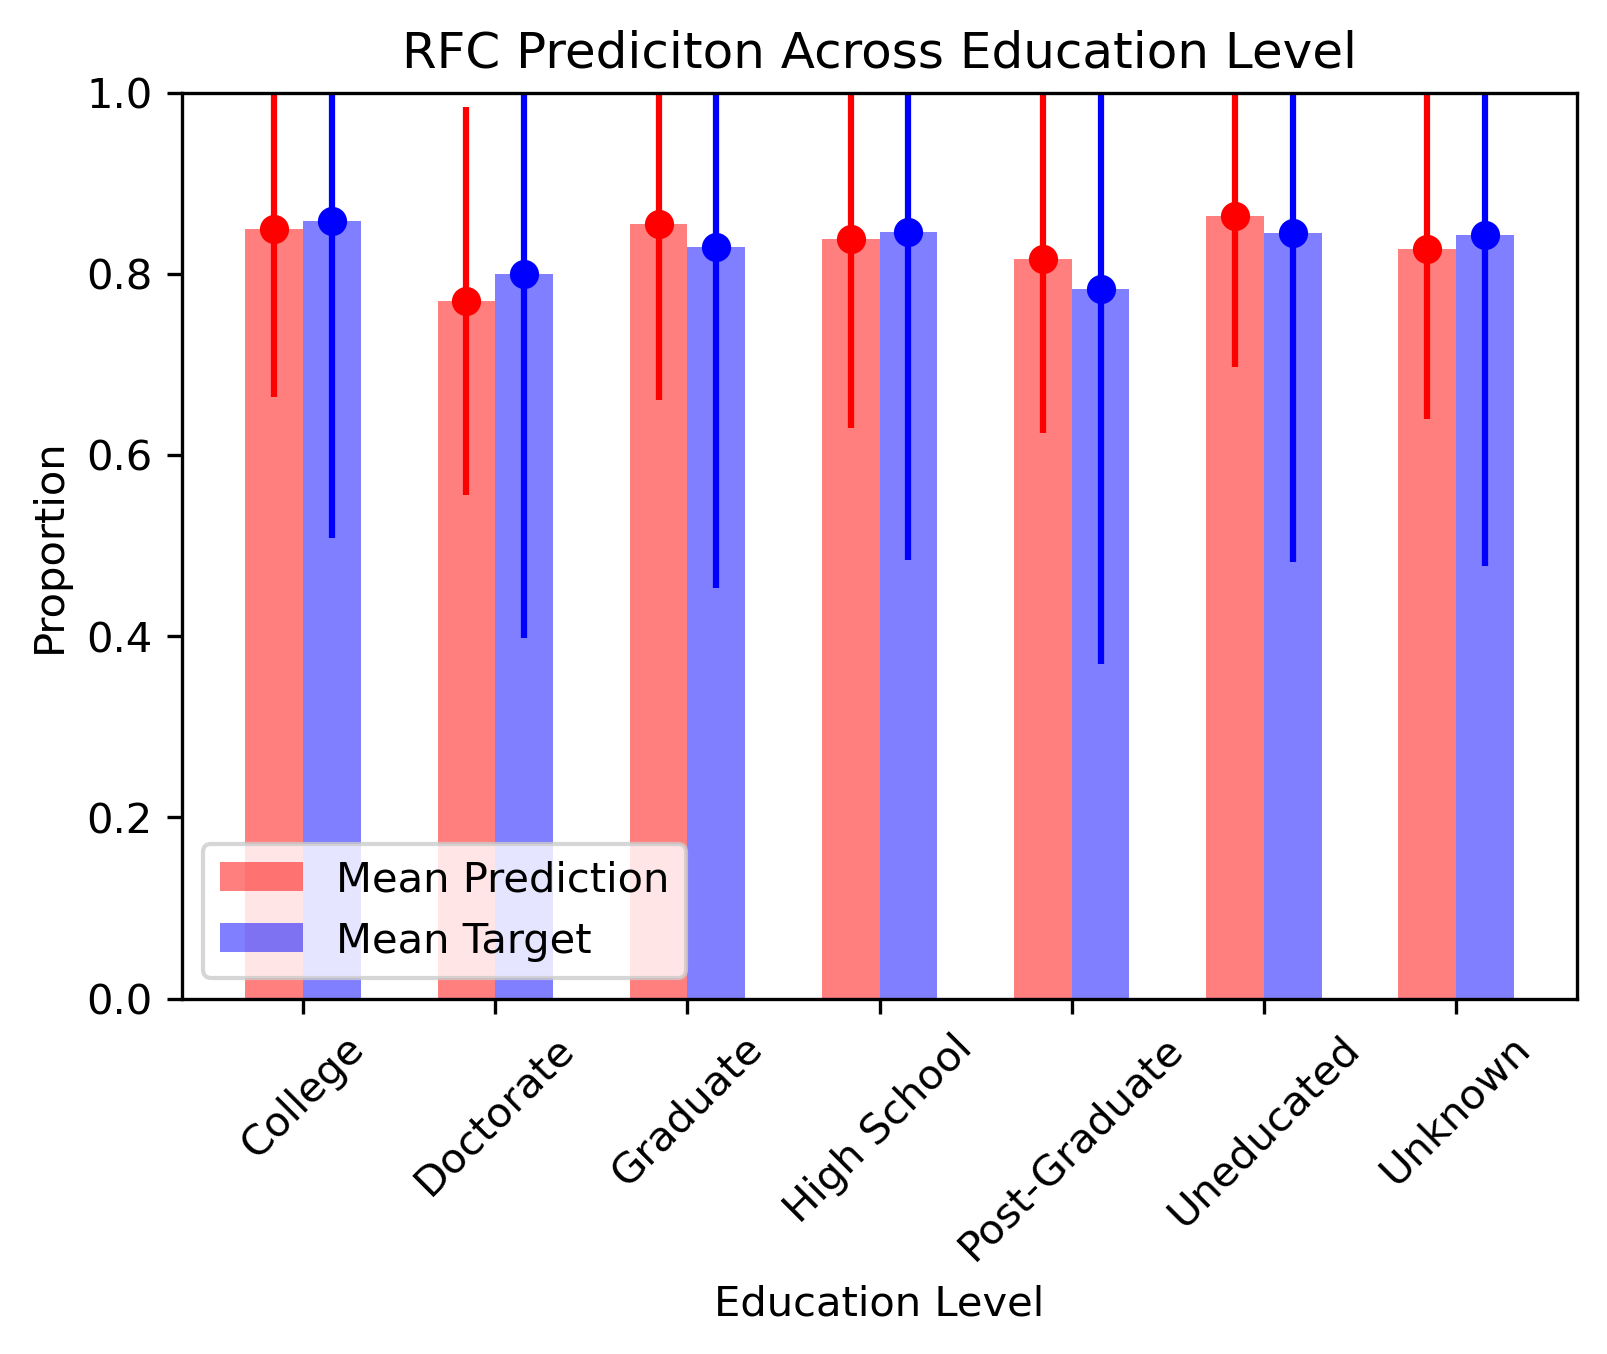 RFC Prediciton Across Education Level
1.0
0.8
0.6
0.4
0.2
0.0
Proportion
Mean Prediction
Mean Target
College
Doctorate
Graduate
High School
Post-Graduate
Uneducated
Unknown
Education Level